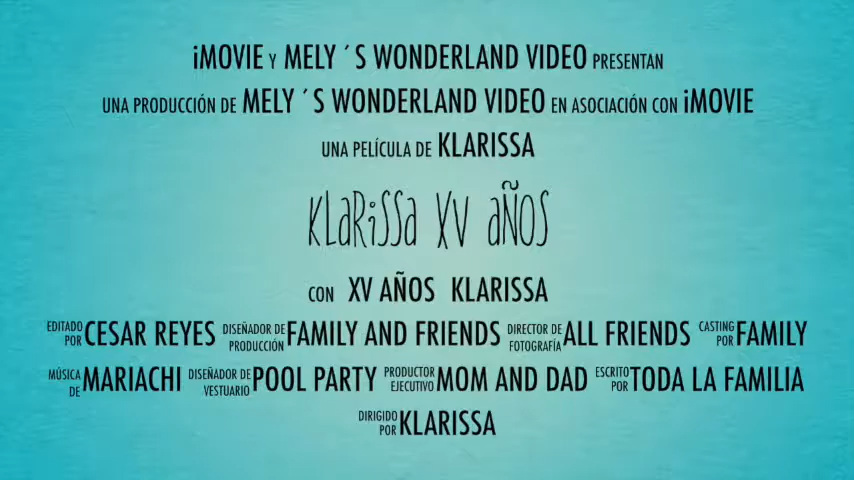 iMOVIE Y MELY ´S WONDERLAND VIDEO PRESENTAN
UNA PRODUCCIÓN DE MELY ´S WONDERLAND VIDEO EN ASOCIACIÓN CON iMOVIE
UNA PELÍCULA DE KLARISSA
KLaRiSSa XV aÑOS
CON XV AÑOS KLARISSA
EDITADO POR CESAR REYES DISEÑADOR DE PRODUCCIÓN FAMILY AND FRIENDS DIRECTOR DE FOTOGRAFÍA ALL FRIENDS CASTING POR FAMILY
MÚSICA DE MARIACHI DISEÑADOR DE VESTUARIO POOL PARTY PRODUCTOR EJECUTIVO MOM AND DAD ESCRITO POR TODA LA FAMILIA
DIRIGIDO POR KLARISSA